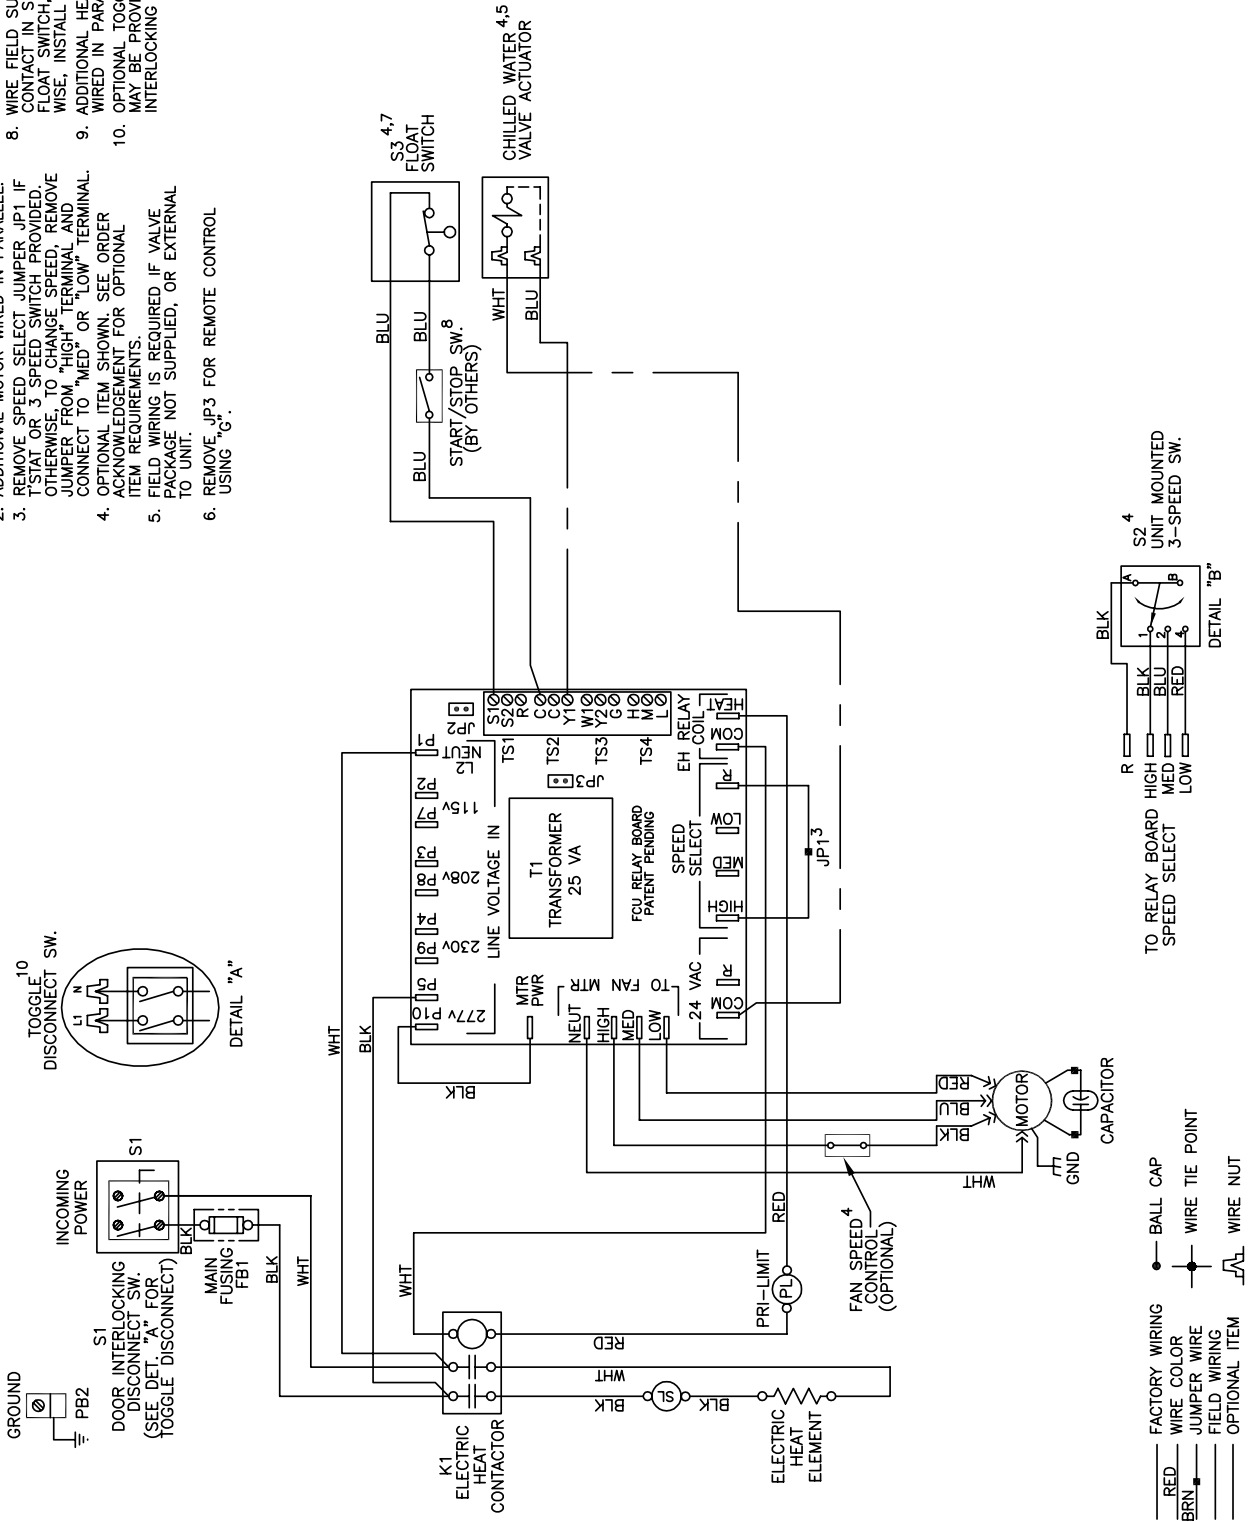 2. ADDITIONAL MOTOR WIRED IN PARALLEL.
3. REMOVE SPEED SELECT JUMPER JP1 IF
T'STAT OR 3 SPEED SWITCH PROVIDED.
OTHERWISE, TO CHANGE SPEED, REMOVE
JUMPER FROM "HIGH" TERMINAL AND
CONNECT TO "MED" OR "LOW" TERMINAL.
4. OPTIONAL ITEM SHOWN. SEE ORDER
ACKNOWLEDGEMENT FOR OPTIONAL
ITEM REQUIREMENTS.
5. FIELD WIRING IS REQUIRED IF VALVE
PACKAGE NOT SUPPLIED, OR EXTERNAL
TO UNIT.
6. REMOVE JP3 FOR REMOTE CONTROL
USING "G".
8. WIRE FIELD SU
CONTACT IN S
FLOAT SWITCH,
WISE, INSTALL
9. ADDITIONAL HE
WIRED IN PARA
10. OPTIONAL TOGG
MAY BE PROVI
INTERLOCKING
GROUND
PB2
S1
DOOR INTERLOCKING
DISCONNECT SW.
(SEE DET. "A" FOR
TOGGLE DISCONNECT)
INCOMING
POWER
S1
BLK
MAIN
FUSING
FB1
BLK
WHT
TOGGLE 10
DISCONNECT SW.
L1
N
DETAIL "A"
WHT
BLK
BLK
S3 4,7
FLOAT
SWITCH
BLU
BLU
BLU
START/STOP SW. 8
(BY OTHERS)
CHILLED WATER 4,5
VALVE ACTUATOR
WHT
BLU
P1
NEUT
L2
P2
P7
115v
P3
P8
208v
P4
P9
230v
P5
277v P10
LINE VOLTAGE IN
JP2
S1
S2
R
C
C
Y1
W1
Y2
G
H
M
L
TS1
TS2
TS3
TS4
JP3
T1
TRANSFORMER
25 VA
FCU RELAY BOARD
PATENT PENDING
MTR
PWR
TO FAN MTR
NEUT
HIGH
MED
LOW
24 VAC
COM
R
SPEED
SELECT
HIGH
MED
LOW
R
EH RELAY
COIL
COM
HEAT
JP1 3
K1
ELECTRIC
HEAT
CONTACTOR
WHT
RED
WHT
BLK
SL
BLK
ELECTRIC
HEAT
ELEMENT
PRI-LIMIT
PL
RED
FAN SPEED 4
CONTROL
(OPTIONAL)
WHT
BLK
BLU
RED
MOTOR
GND
CAPACITOR
S2 4
UNIT MOUNTED
3-SPEED SW.
BLK
A
B
1
2
4
BLK
BLU
RED
DETAIL "B"
R
HIGH
MED
LOW
TO RELAY BOARD
SPEED SELECT
FACTORY WIRING
RED
WIRE COLOR
BRN
JUMPER WIRE
FIELD WIRING
OPTIONAL ITEM
BALL CAP
WIRE TIE POINT
WIRE NUT